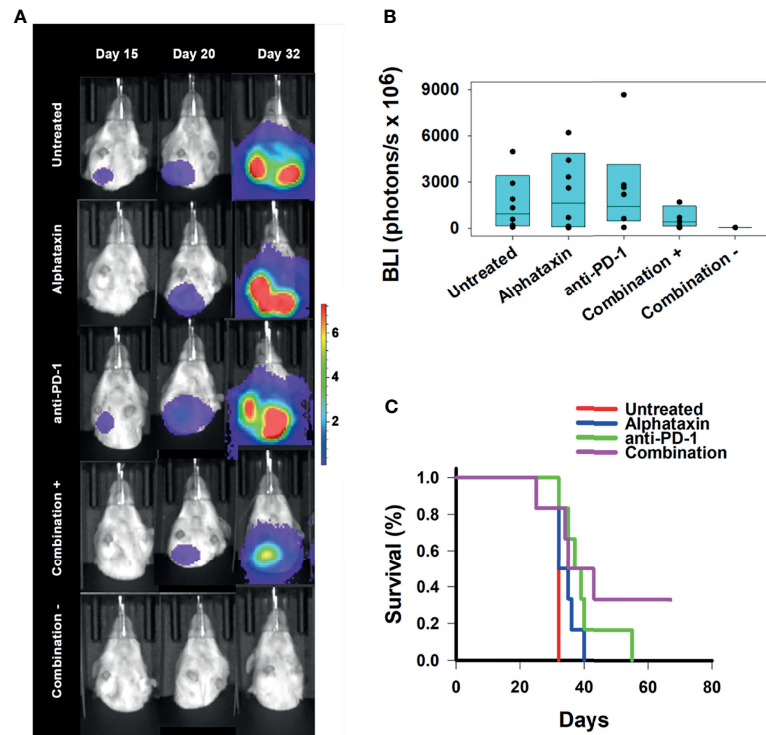 A
Day 15 Day 20 Day 32
Untreated
Alphataxin
anti-PD-1
Combination +
Combination -
6
4
2
B
BLI (photons/s x 10⁶)
9000
6000
3000
0
Untreated
Alphataxin
anti-PD-1
Combination +
Combination -
C
Untreated
Alphataxin
anti-PD-1
Combination
Survival (%)
1.0
0.8
0.6
0.4
0.2
0.0
0 20 40 60 80
Days